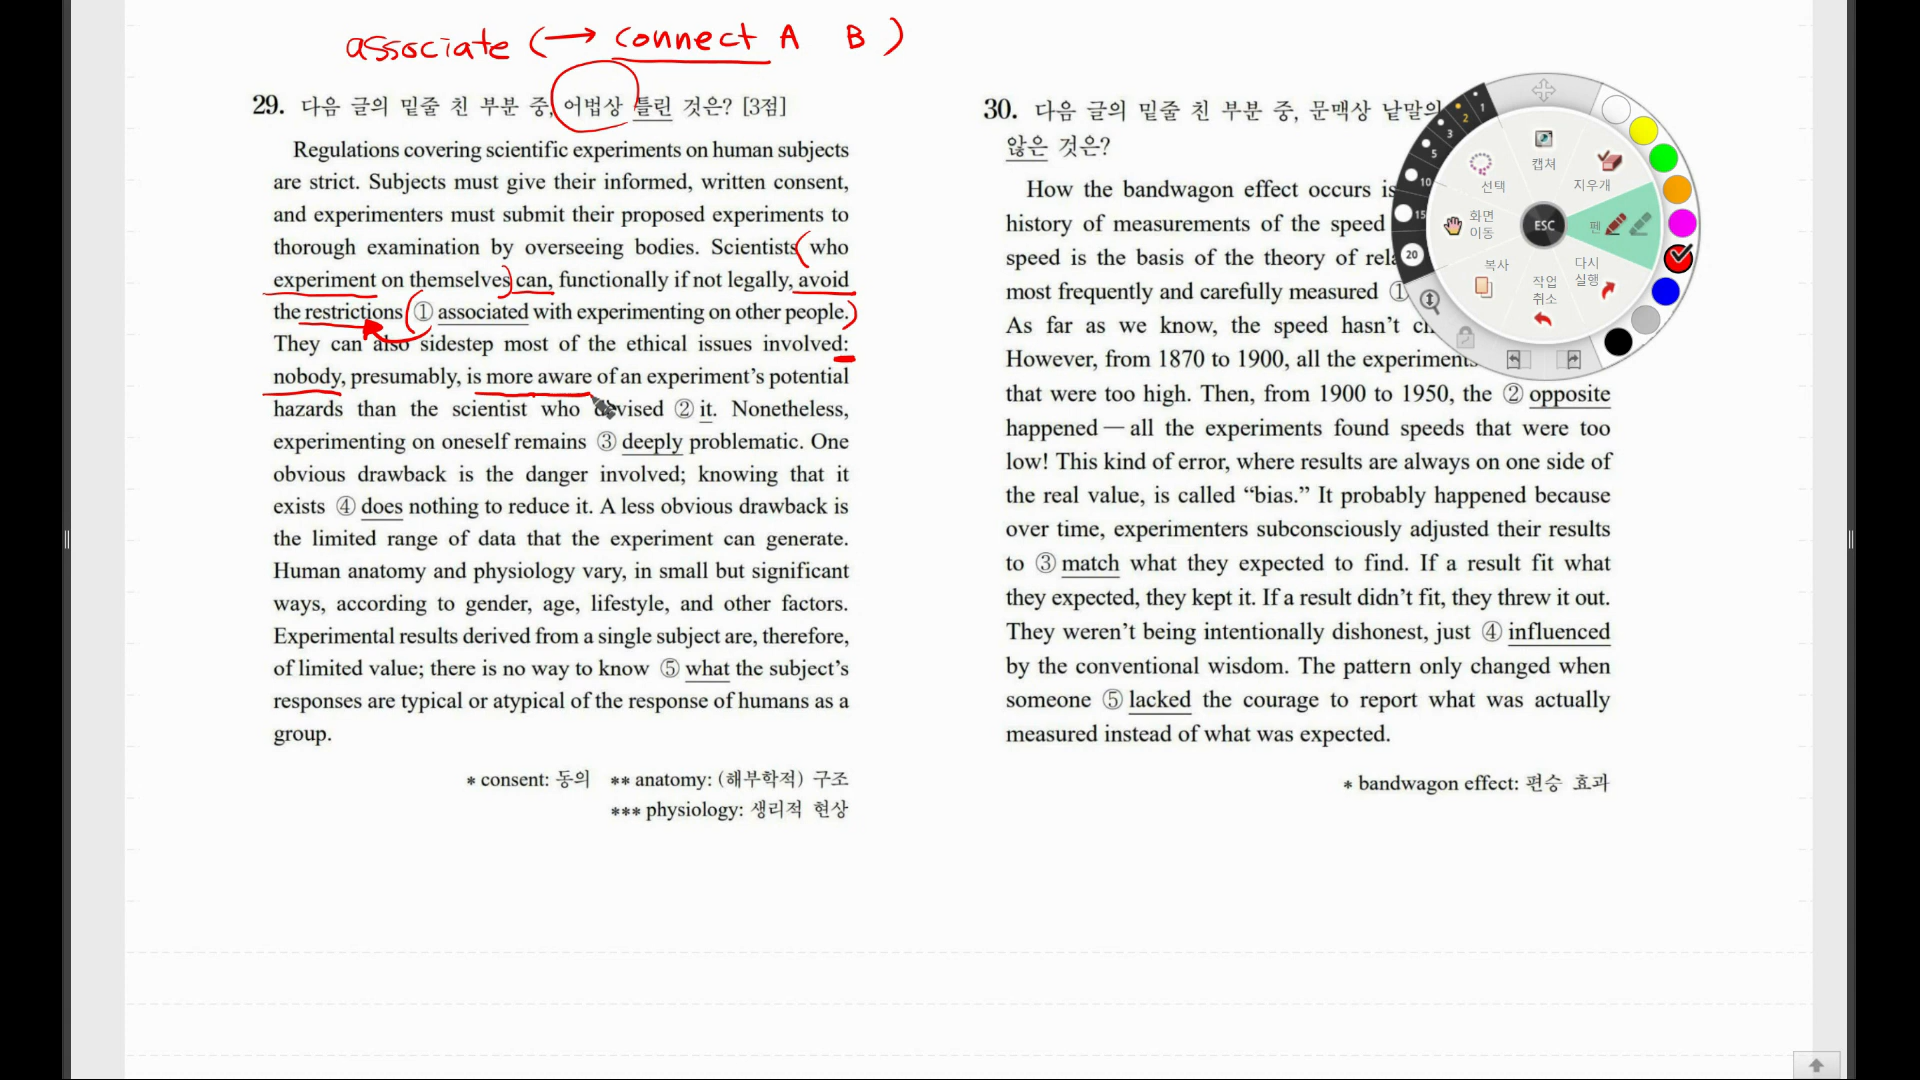 associate (→ connect A B)
29. 다음 글의 밑줄 친 부분 중, 어법상 틀린 것은? [3점]
Regulations covering scientific experiments on human subjects
are strict. Subjects must give their informed, written consent,
and experimenters must submit their proposed experiments to
thorough examination by overseeing bodies. Scientists who
experiment on themselves can, functionally if not legally, avoid
the restrictions ① associated with experimenting on other people.
They can also sidestep most of the ethical issues involved:
nobody, presumably, is more aware of an experiment's potential
hazards than the scientist who devised ② it. Nonetheless,
experimenting on oneself remains ③ deeply problematic. One
obvious drawback is the danger involved; knowing that it
exists ④ does nothing to reduce it. A less obvious drawback is
the limited range of data that the experiment can generate.
Human anatomy and physiology vary, in small but significant
ways, according to gender, age, lifestyle, and other factors.
Experimental results derived from a single subject are, therefore,
of limited value; there is no way to know ⑤ what the subject's
responses are typical or atypical of the response of humans as a
group.
* consent: 동의 ** anatomy: (해부학적) 구조
*** physiology: 생리적 현상
30. 다음 글의 밑줄 친 부분 중, 문맥상 낱말의
않은 것은?
How the bandwagon effect occurs is
history of measurements of the speed
speed is the basis of the theory of
most frequently and carefully measured ①
As far as we know, the speed hasn't
However, from 1870 to 1900, all the
that were too high. Then, from 1900 to 1950, the ② opposite
happened — all the experiments found speeds that were too
low! This kind of error, where results are always on one side of
the real value, is called “bias.” It probably happened because
over time, experimenters subconsciously adjusted their results
to ③ match what they expected to find. If a result fit what
they expected, they kept it. If a result didn't fit, they threw it out.
They weren't being intentionally dishonest, just ④ influenced
by the conventional wisdom. The pattern only changed when
someone ⑤ lacked the courage to report what was actually
measured instead of what was expected.
* bandwagon effect: 편승 효과
1
2
3
5
10
15
20
캡쳐
선택
지우개
화면
이동
ESC
펜
복사
작업
취소
다시
실행